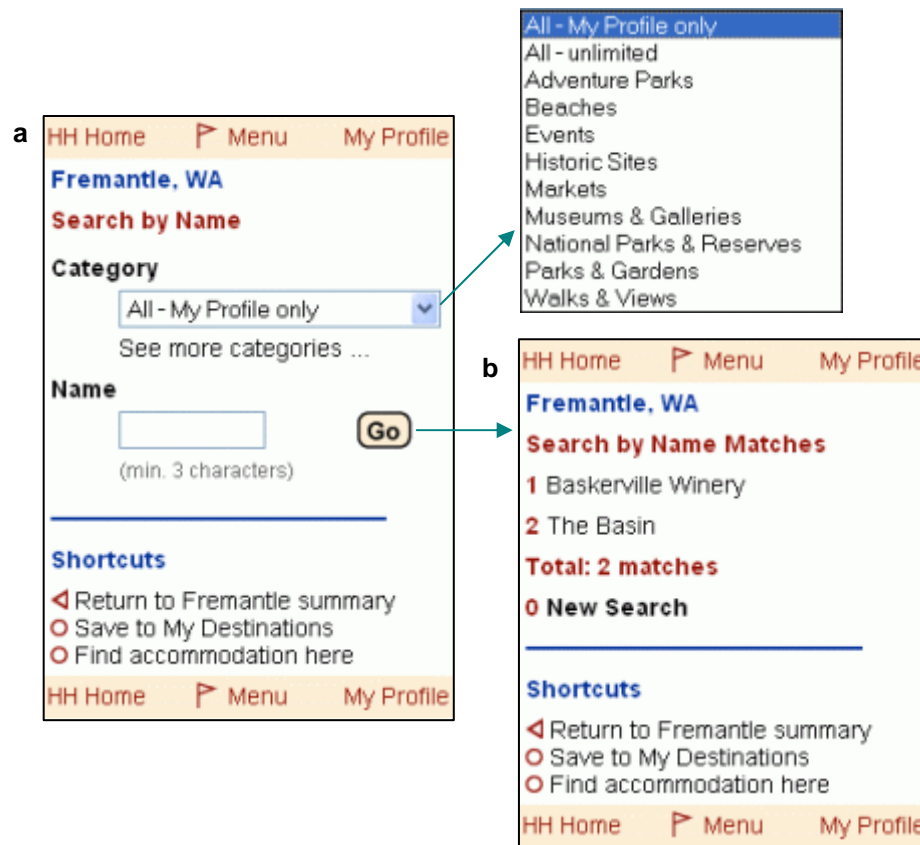 a
HH Home Menu My Profile
Fremantle, WA
Search by Name
Category
All - My Profile only
See more categories ...
Name
Go
(min. 3 characters)
Shortcuts
Return to Fremantle summary
Save to My Destinations
Find accommodation here
HH Home Menu My Profile
All - My Profile only
All - unlimited
Adventure Parks
Beaches
Events
Historic Sites
Markets
Museums & Galleries
National Parks & Reserves
Parks & Gardens
Walks & Views
b
HH Home Menu My Profile
Fremantle, WA
Search by Name Matches
1 Baskerville Winery
2 The Basin
Total: 2 matches
0 New Search
Shortcuts
Return to Fremantle summary
Save to My Destinations
Find accommodation here
HH Home Menu My Profile